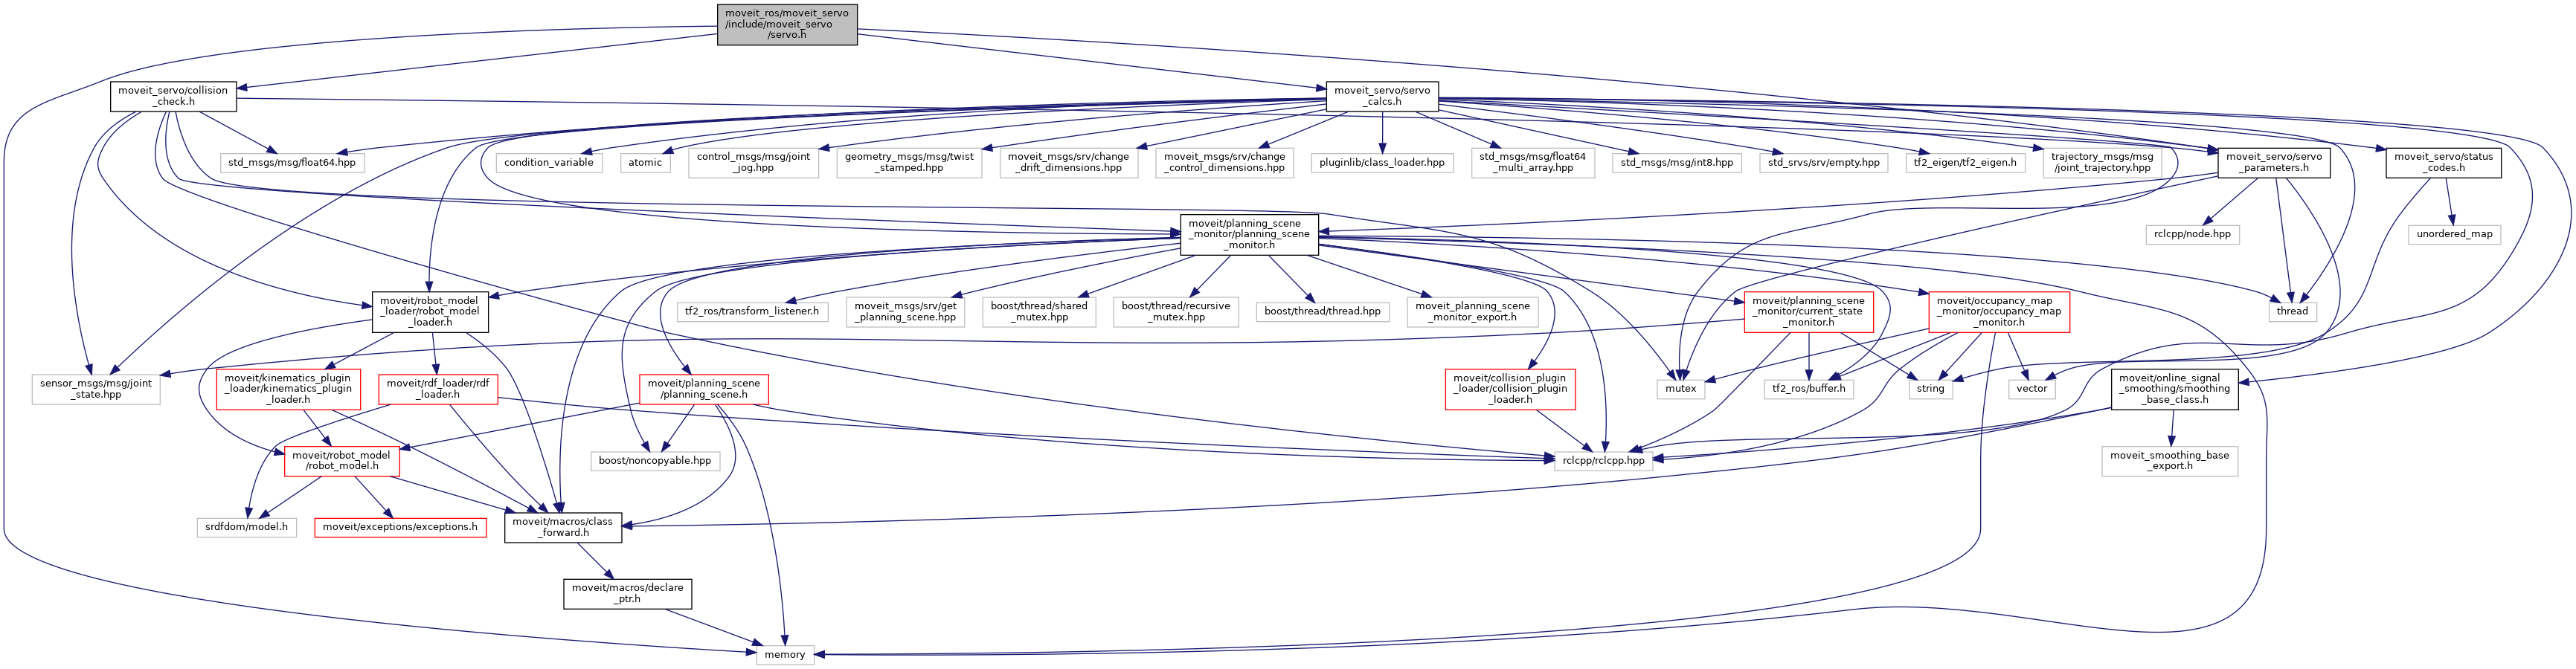 moveit_ros/moveit_servo
/include/moveit_servo
/servo.h
moveit_servo/collision
_check.h
moveit_servo/servo
_calcs.h
std_msgs/msg/float64.hpp
condition_variable
atomic
control_msgs/msg/joint
_jog.hpp
geometry_msgs/msg/twist
_stamped.hpp
moveit_msgs/srv/change
_drift_dimensions.hpp
moveit_msgs/srv/change
_control_dimensions.hpp
pluginlib/class_loader.hpp
std_msgs/msg/float64
_multi_array.hpp
std_msgs/msg/int8.hpp
std_srvs/srv/empty.hpp
tf2_eigen/tf2_eigen.h
trajectory_msgs/msg
/joint_trajectory.hpp
moveit_servo/servo
_parameters.h
moveit_servo/status
_codes.h
moveit/planning_scene
_monitor/planning_scene
_monitor.h
rclcpp/node.hpp
unordered_map
moveit/robot_model
_loader/robot_model
_loader.h
tf2_ros/transform_listener.h
moveit_msgs/srv/get
_planning_scene.hpp
boost/thread/shared
_mutex.hpp
boost/thread/recursive
_mutex.hpp
boost/thread/thread.hpp
moveit_planning_scene
_monitor_export.h
moveit/planning_scene
_monitor/current_state
_monitor.h
moveit/occupancy_map
_monitor/occupancy_map
_monitor.h
thread
sensor_msgs/msg/joint
_state.hpp
moveit/kinematics_plugin
_loader/kinematics_plugin
_loader.h
moveit/rdf_loader/rdf
_loader.h
moveit/planning_scene
/planning_scene.h
moveit/collision_plugin
_loader/collision_plugin
_loader.h
mutex
tf2_ros/buffer.h
string
vector
moveit/online_signal
_smoothing/smoothing
_base_class.h
moveit/robot_model
/robot_model.h
boost/noncopyable.hpp
rclcpp/rclcpp.hpp
moveit_smoothing_base
_export.h
srdfdom/model.h
moveit/exceptions/exceptions.h
moveit/macros/class
_forward.h
moveit/macros/declare
_ptr.h
memory